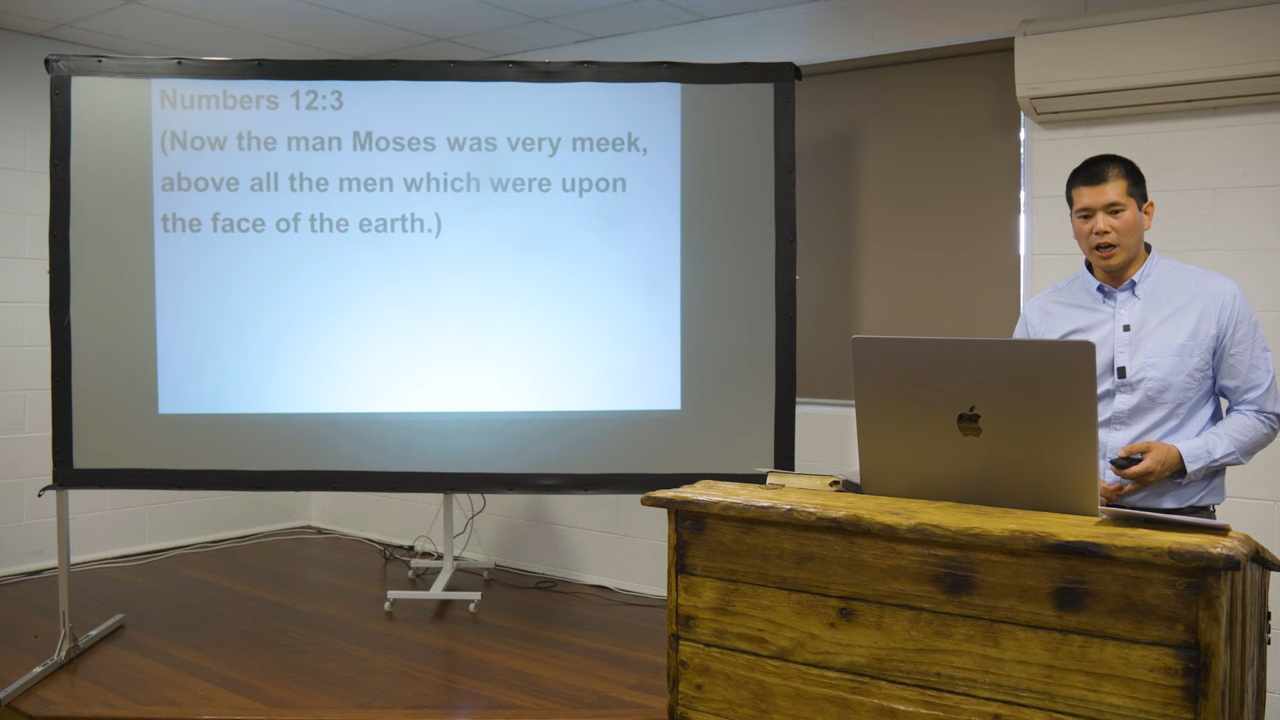 Numbers 12:3
(Now the man Moses was very meek,
above all the men which were upon
the face of the earth.)